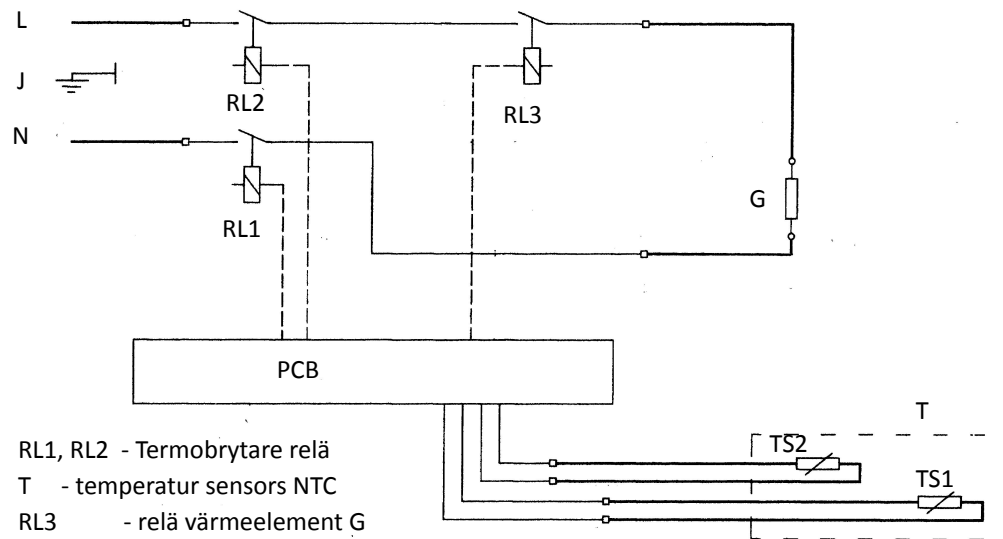 L
J
RL2
RL3
N
G
RL1
PCB
T
RL1, RL2 - Termobrytare relä
TS2
T - temperatur sensors NTC
TS1
RL3 - relä värmeelement G